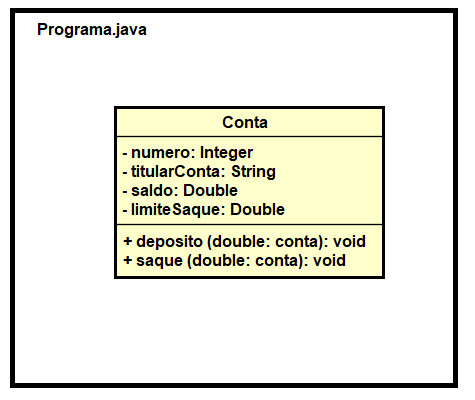 Programa.java
Conta
- numero: Integer
- titularConta: String
- saldo: Double
- limiteSaque: Double
+ deposito (double: conta): void
+ saque (double: conta): void